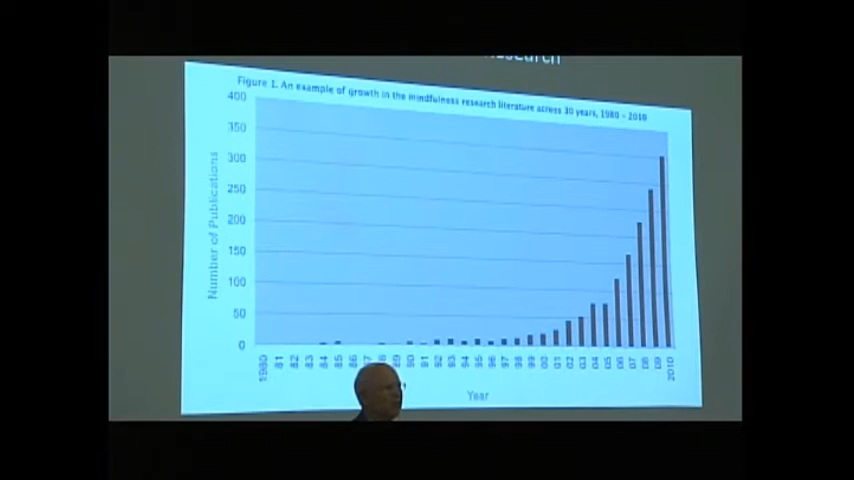 Figure 1. An example of growth in the mindfulness research literature across 30 years, 1980 – 2010
400
350
300
250
200
150
100
50
0
Number of Publications
1980 81 82 83 84 85 86 89 90 91 92 93 94 95 96 97 98 99 00 01 02 03 04 05 06 07 08 09 2010
Year